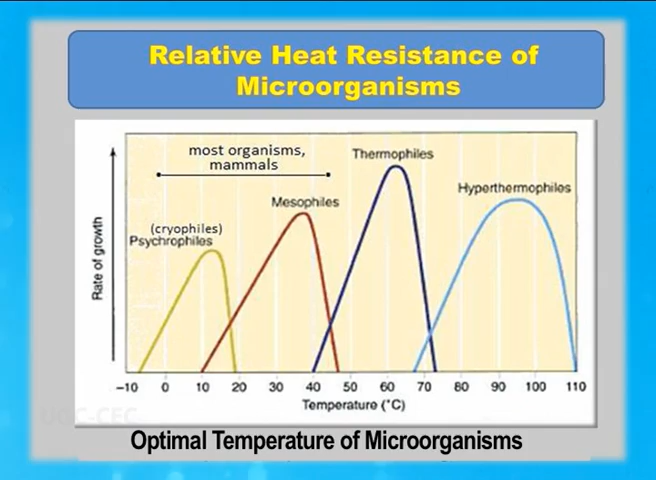 Relative Heat Resistance of
Microorganisms
most organisms,
mammals
Thermophiles
Hyperthermophiles
Mesophiles
(cryophiles)
Psychrophiles
Rate of growth
–10 0 10 20 30 40 50 60 70 80 90 100 110
Temperature (°C)
Optimal Temperature of Microorganisms